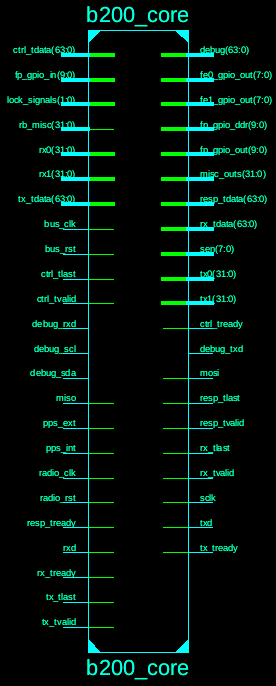 b200_core
ctrl_tdata(63:0)
fp_gpio_in(9:0)
lock_signals(1:0)
rb_miso(31:0)
rx0(31:0)
rx1(31:0)
tx_tdata(63:0)
bus_clk
bus_rst
ctrl_tlast
ctrl_tvalid
debug_rxd
debug_scl
debug_sda
miso
pps_ext
pps_int
radio_clk
radio_rst
resp_tready
rxd
rx_tready
tx_tlast
tx_tvalid
debug(63:0)
fe0_gpio_out(7:0)
fe1_gpio_out(7:0)
fp_gpio_ddr(9:0)
fp_gpio_out(9:0)
misc_outs(31:0)
resp_tdata(63:0)
rx_tdata(63:0)
sen(7:0)
tx0(31:0)
tx1(31:0)
ctrl_tready
debug_txd
mosi
resp_tlast
resp_tvalid
rx_tlast
rx_tvalid
sclk
txd
tx_tready
b200_core